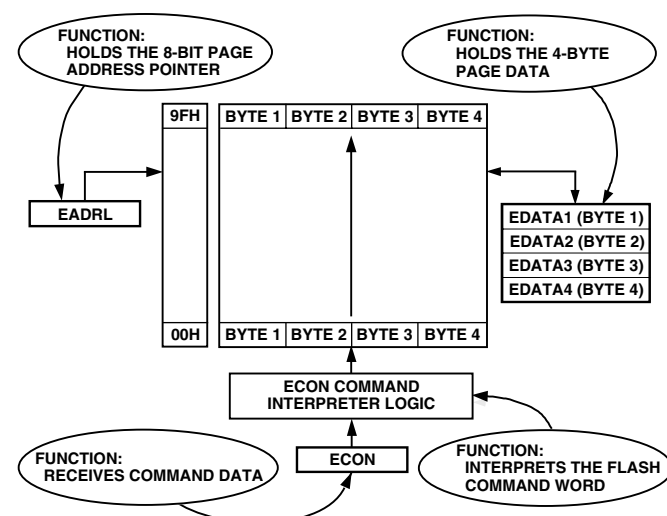 FUNCTION:
HOLDS THE 8-BIT PAGE
ADDRESS POINTER
FUNCTION:
HOLDS THE 4-BYTE
PAGE DATA
9FH
BYTE 1 BYTE 2 BYTE 3 BYTE 4
EADRL
EDATA1 (BYTE 1)
EDATA2 (BYTE 2)
EDATA3 (BYTE 3)
EDATA4 (BYTE 4)
00H
BYTE 1 BYTE 2 BYTE 3 BYTE 4
ECON COMMAND
INTERPRETER LOGIC
FUNCTION:
RECEIVES COMMAND DATA
ECON
FUNCTION:
INTERPRETS THE FLASH
COMMAND WORD